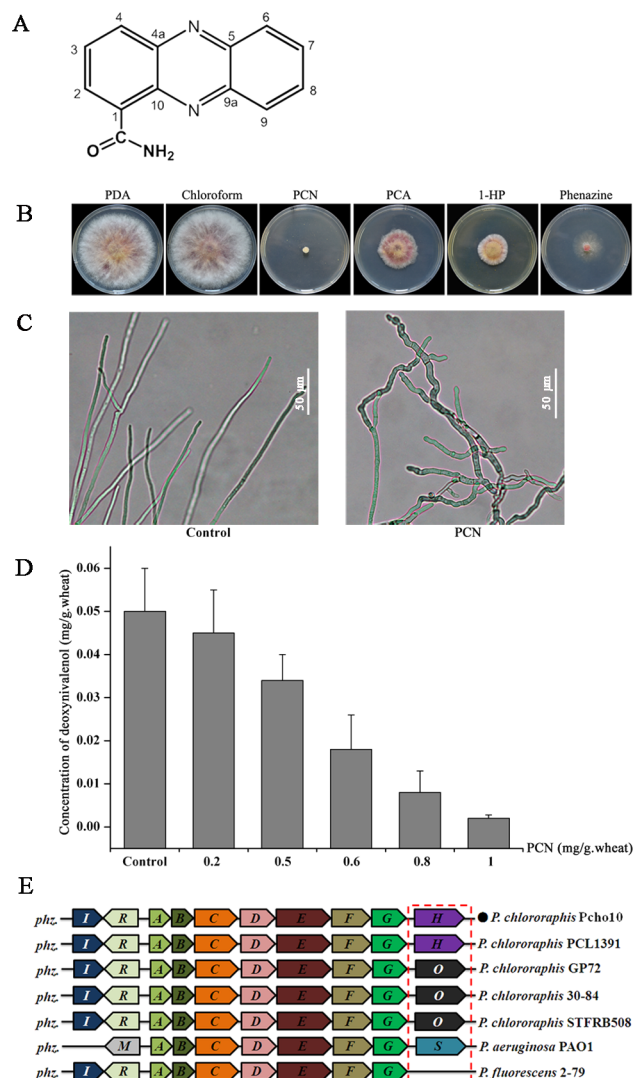 A
4
6
N
3
4a
5
7
2
10
9a
8
1
N
9
C
O
NH2
B
PDA Chloroform PCN PCA 1-HP Phenazine
C
50 μm
50 μm
Control PCN
D
Concentration of deoxynivalenol (mg/g.wheat)
0.06
0.05
0.04
0.03
0.02
0.01
0.00
Control 0.2 0.5 0.6 0.8 1
PCN (mg/g.wheat)
E
phz. I R A B C D E F G H P. chlororaphis Pcho10
phz. I R A B C D E F G H P. chlororaphis PCL1391
phz. I R A B C D E F G O P. chlororaphis GP72
phz. I R A B C D E F G O P. chlororaphis 30-84
phz. I R A B C D E F G O P. chlororaphis STFRB508
phz. M A B C D E F G S P. aeruginosa PAO1
phz. I R A B C D E F G P. fluorescens 2-79